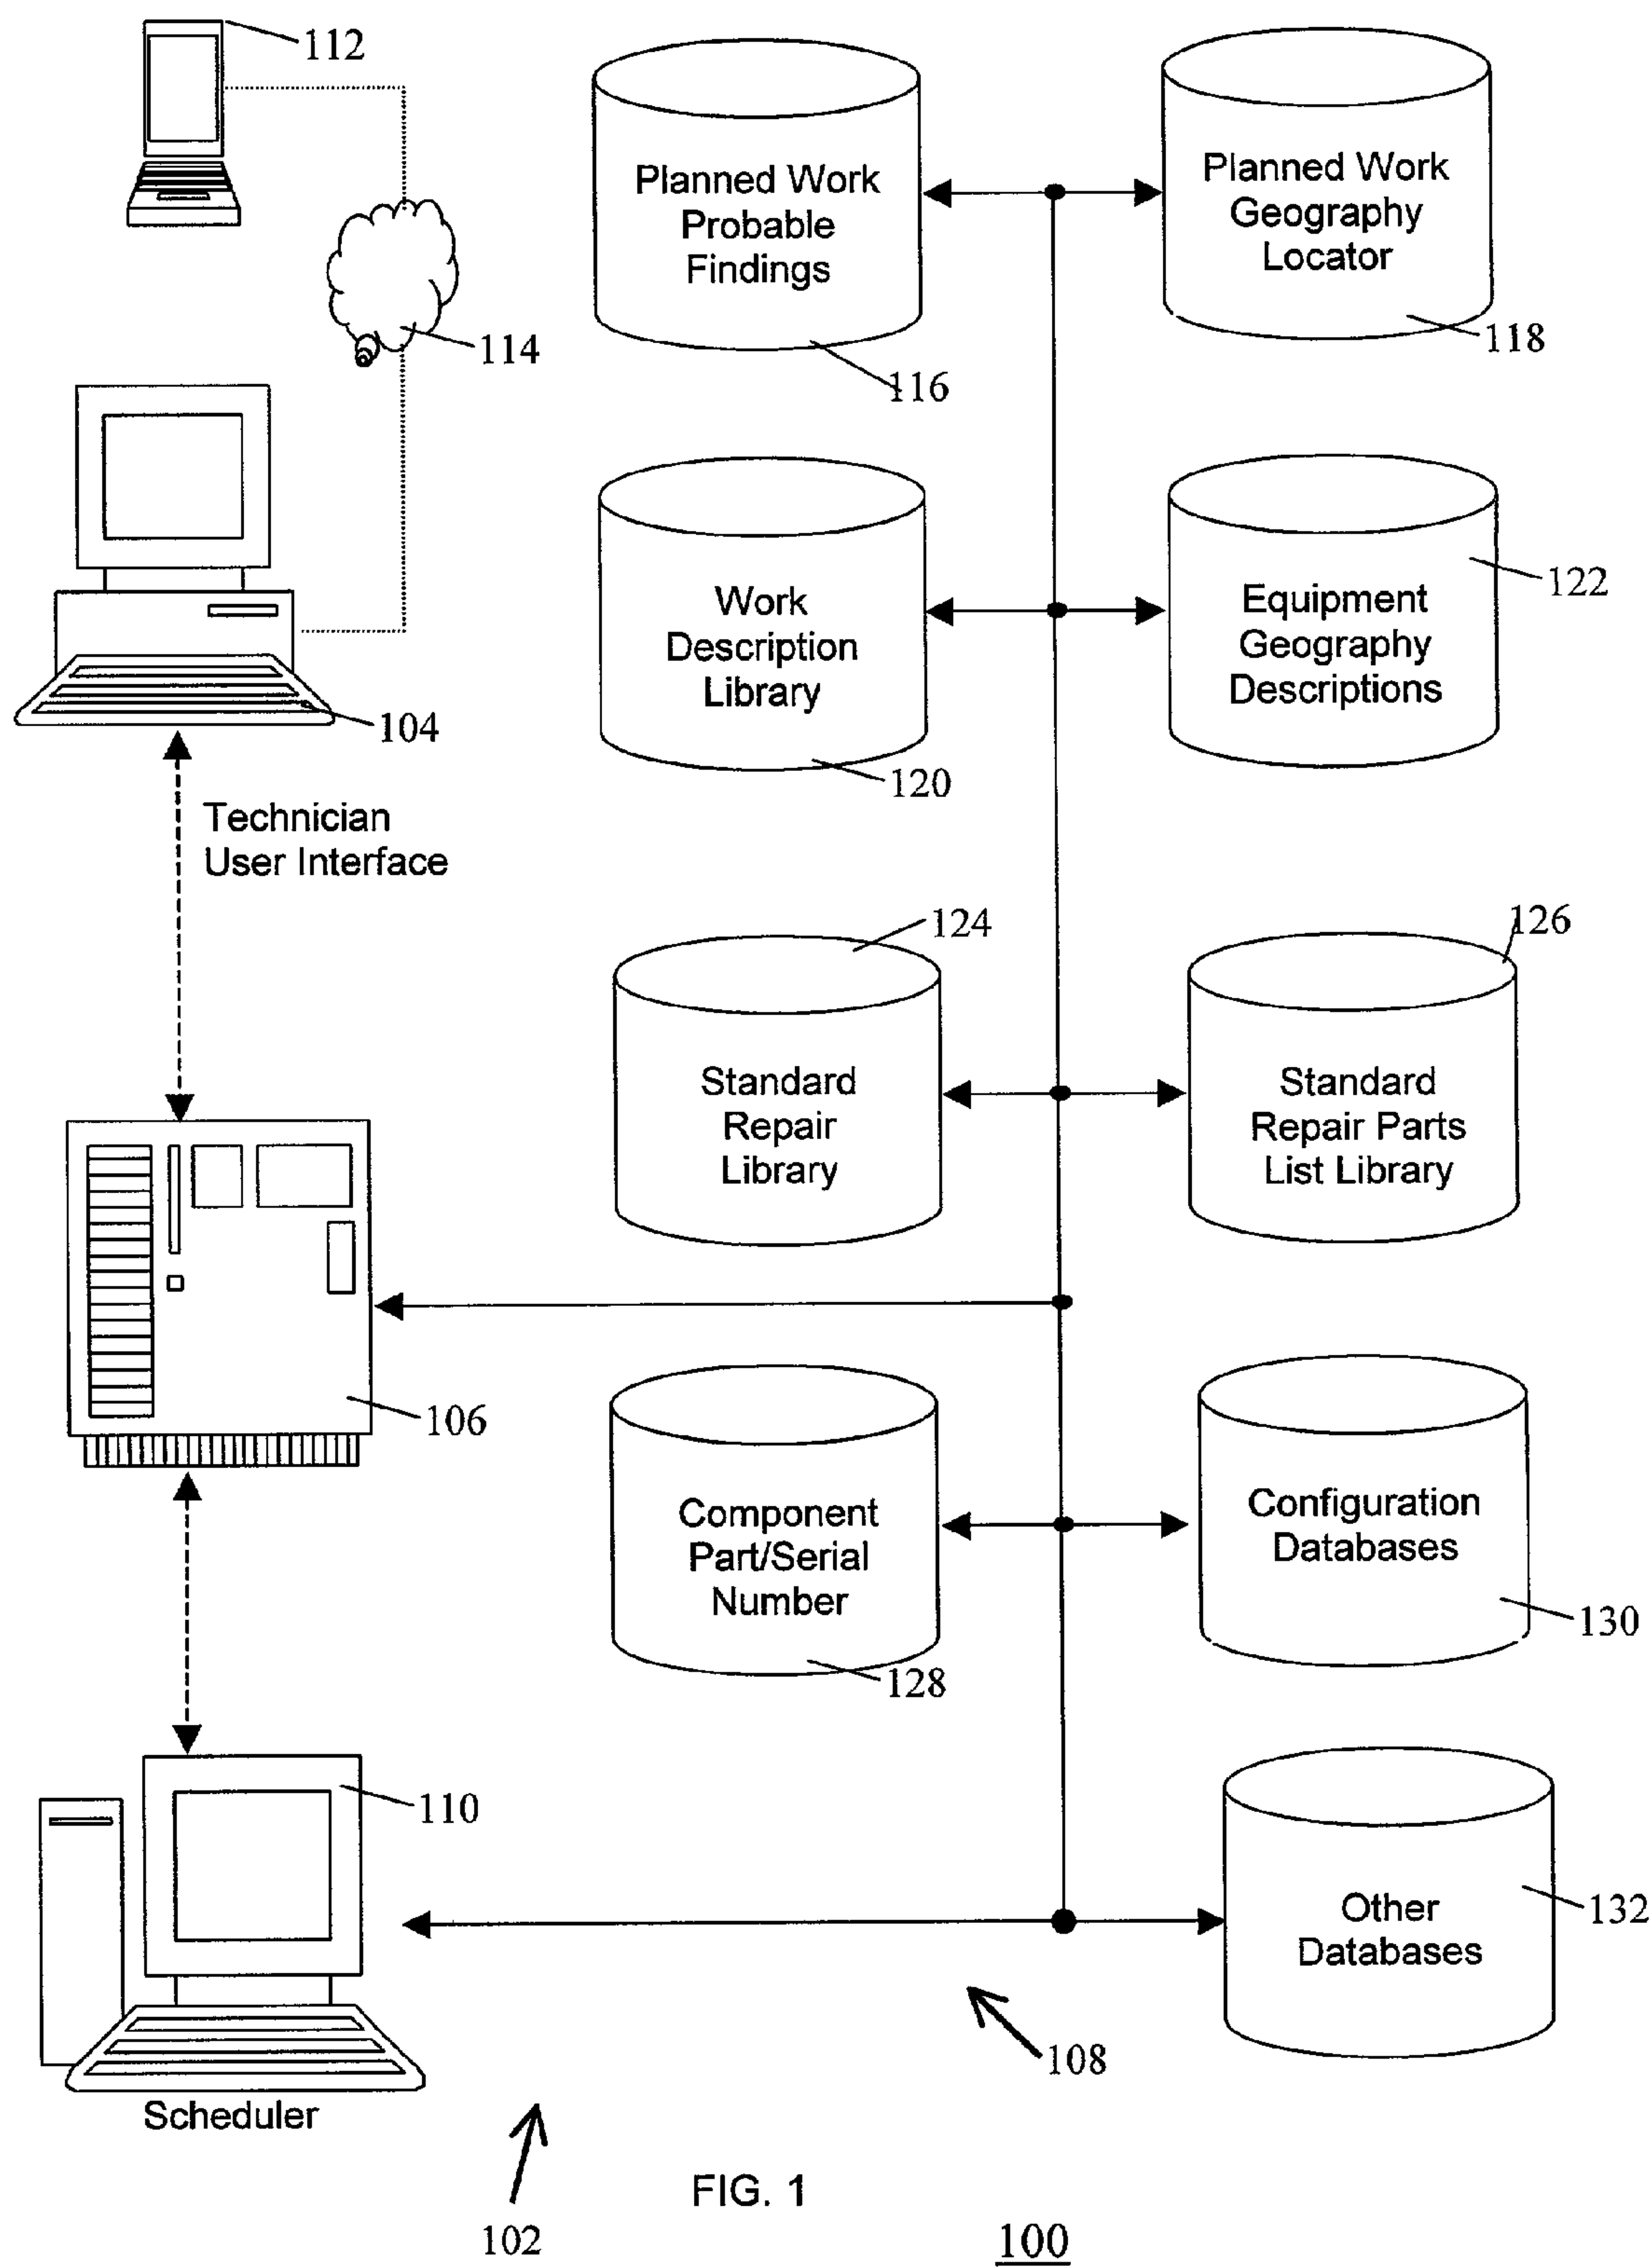 112
Planned Work
Probable
Findings
116
Planned Work
Geography
Locator
118
114
104
Technician
User Interface
Work
Description
Library
120
Equipment
Geography
Descriptions
122
124
Standard
Repair
Library
126
Standard
Repair Parts
List Library
106
Component
Part/Serial
Number
128
Configuration
Databases
130
110
Scheduler
Other
Databases
132
108
102
FIG. 1
100